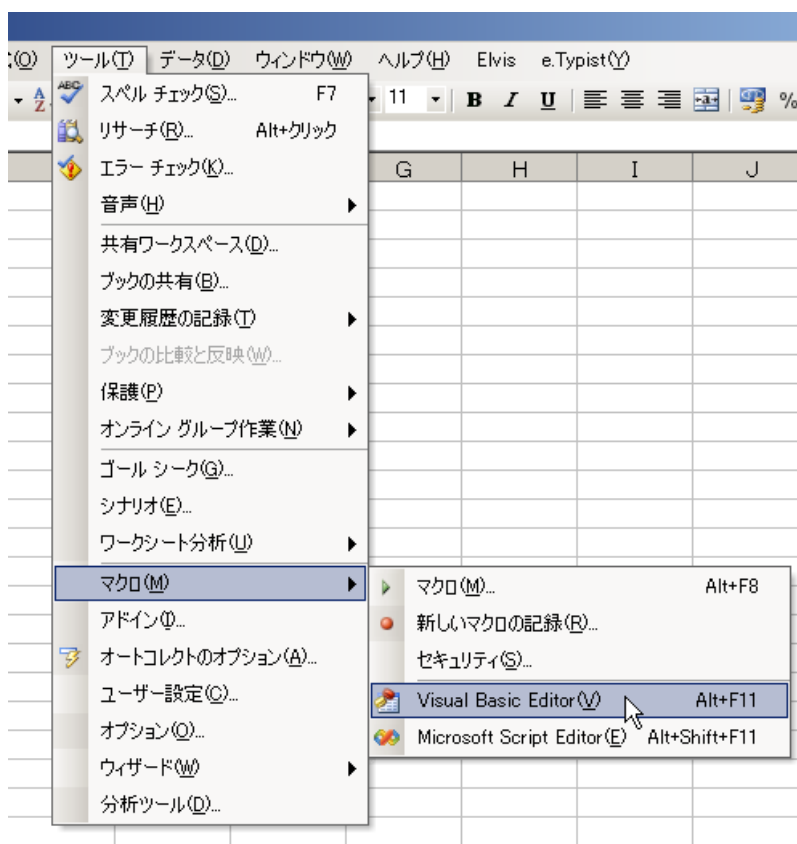 (O) ツール(T) データ(D) ウィンドウ(W) ヘルプ(H) Elvis e.Typist(Y)
11 B I U %
G H I J
ABC スペル チェック(S)... F7
リサーチ(R)... Alt+クリック
エラー チェック(K)...
音声(H)
共有ワークスペース(D)...
ブックの共有(B)...
変更履歴の記録(T)
ブックの比較と反映(W)...
保護(P)
オンライン グループ作業(N)
ゴール シーク(G)...
シナリオ(E)...
ワークシート分析(U)
マクロ(M)
アドイン(I)...
オートコレクトのオプション(A)...
ユーザー設定(C)...
オプション(O)...
ウィザード(W)
分析ツール(D)...
マクロ(M)... Alt+F8
新しいマクロの記録(R)...
セキュリティ(S)...
Visual Basic Editor(V) Alt+F11
Microsoft Script Editor(E) Alt+Shift+F11